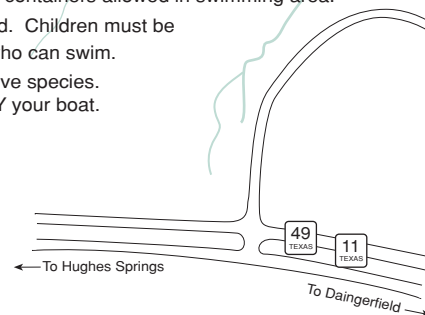 containers allowed in swimming area.
d. Children must be
ho can swim.
ve species.
Y your boat.
49
TEXAS
11
TEXAS
To Hughes Springs
To Daingerfield